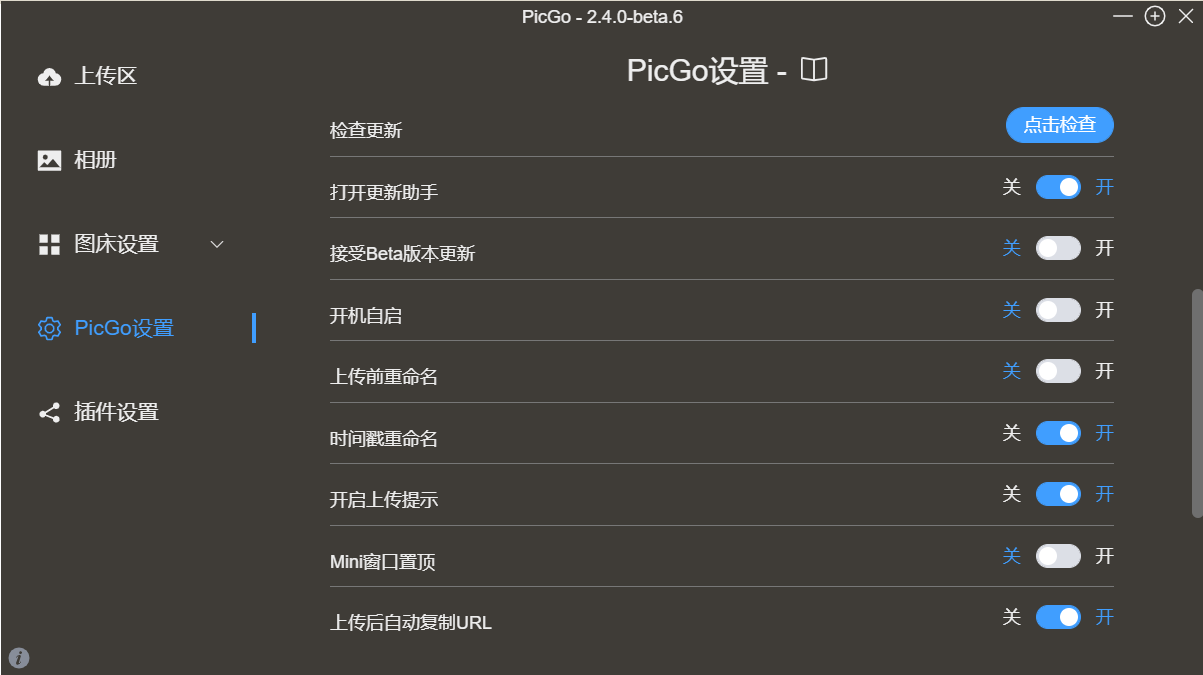 PicGo - 2.4.0-beta.6
上传区
相册
图床设置
PicGo设置
插件设置
PicGo设置 -
检查更新 点击检查
打开更新助手 关 开
接受Beta版本更新 关 开
开机自启 关 开
上传前重命名 关 开
时间戳重命名 关 开
开启上传提示 关 开
Mini窗口置顶 关 开
上传后自动复制URL 关 开